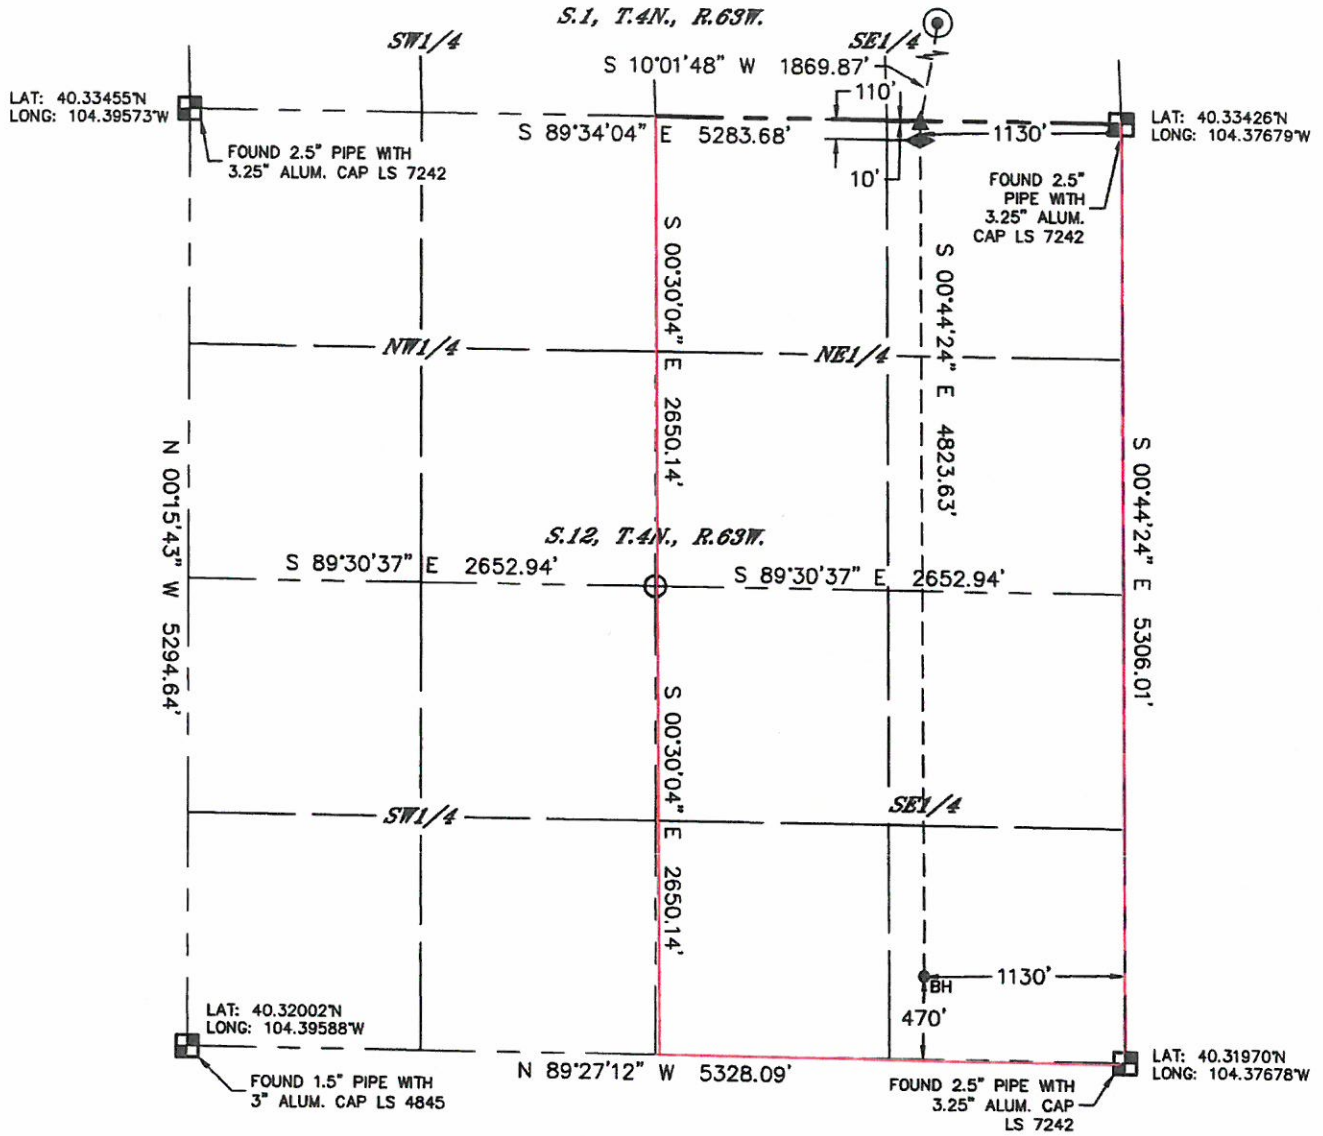 S.1, T.4N., R.63W.
SW1/4
SE1/4
S 10°01'48" W 1869.87'
LAT: 40.33455°N
LONG: 104.39573°W
110'
LAT: 40.33426°N
LONG: 104.37679°W
S 89°34'04" E 5283.68'
1130'
FOUND 2.5" PIPE WITH
3.25" ALUM. CAP LS 7242
10'
FOUND 2.5"
PIPE WITH
3.25" ALUM.
CAP LS 7242
S 00°30'04" E 2650.14'
S 00°44'24" E 4823.63'
NW1/4
NE1/4
N 00°15'43" W 5294.64'
S 00°44'24" E 5306.01'
S.12, T.4N., R.63W.
S 89°30'37" E 2652.94'
S 89°30'37" E 2652.94'
S 00°30'04" E 2650.14'
SW1/4
SE1/4
BH
1130'
470'
LAT: 40.32002°N
LONG: 104.39588°W
N 89°27'12" W 5328.09'
LAT: 40.31970°N
LONG: 104.37678°W
FOUND 1.5" PIPE WITH
3" ALUM. CAP LS 4845
FOUND 2.5" PIPE WITH
3.25" ALUM. CAP
LS 7242